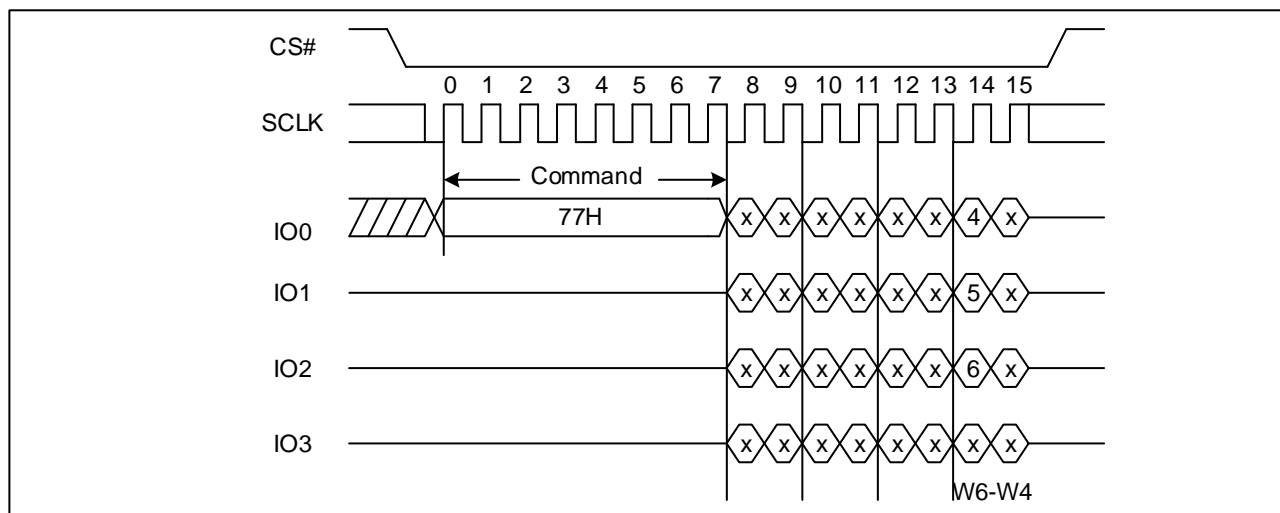 CS#
0 1 2 3 4 5 6 7 8 9 10 11 12 13 14 15
SCLK
Command
IO0 77H x x x x x x 4 x
IO1 x x x x x x 5 x
IO2 x x x x x x 6 x
IO3 x x x x x x x x
W6-W4